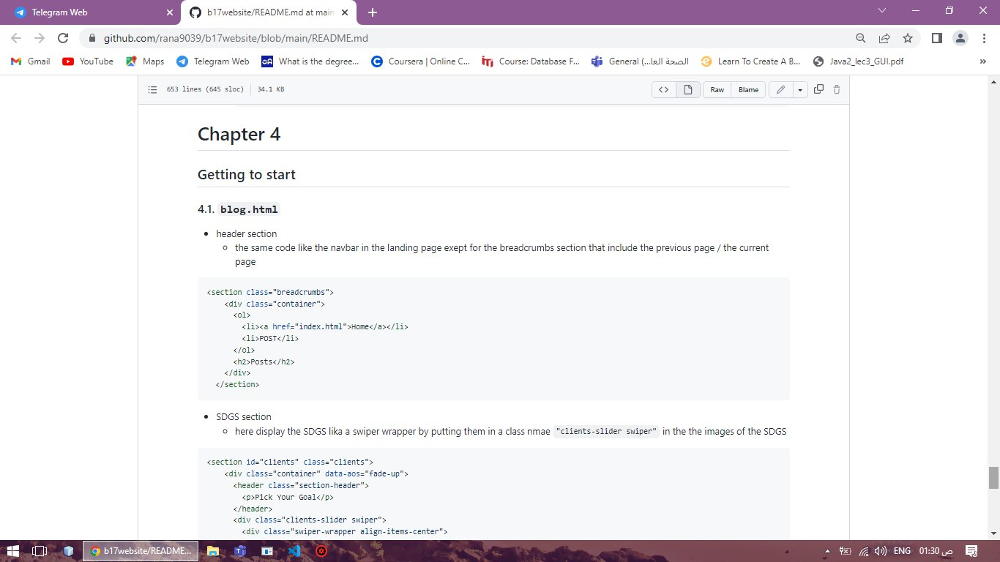 Telegram Web
b17website/README.md at main
github.com/rana9039/b17website/blob/main/README.md
Gmail
YouTube
Maps
Telegram Web
What is the degree...
Coursera | Online C...
Course: Database F...
General (...الصحة العا
Learn To Create A B...
Java2_lec3_GUI.pdf
»
653 lines (645 sloc)
34.1 KB
<>
Raw
Blame
Chapter 4
Getting to start
4.1. blog.html
header section
the same code like the navbar in the landing page exept for the breadcrumbs section that include the previous page / the current
page
<section class="breadcrumbs">
<div class="container">
<ol>
<li><a href="index.html">Home</a></li>
<li>POST</li>
</ol>
<h2>Posts</h2>
</div>
</section>
SDGS section
here display the SDGS lika a swiper wrapper by putting them in a class nmae "clients-slider swiper" in the the images of the SDGS
<section id="clients" class="clients">
<div class="container" data-aos="fade-up">
<header class="section-header">
<p>Pick Your Goal</p>
</header>
<div class="clients-slider swiper">
<div class="swiper-wrapper align-items-center">
b17website/README...
ENG
01:30 ص